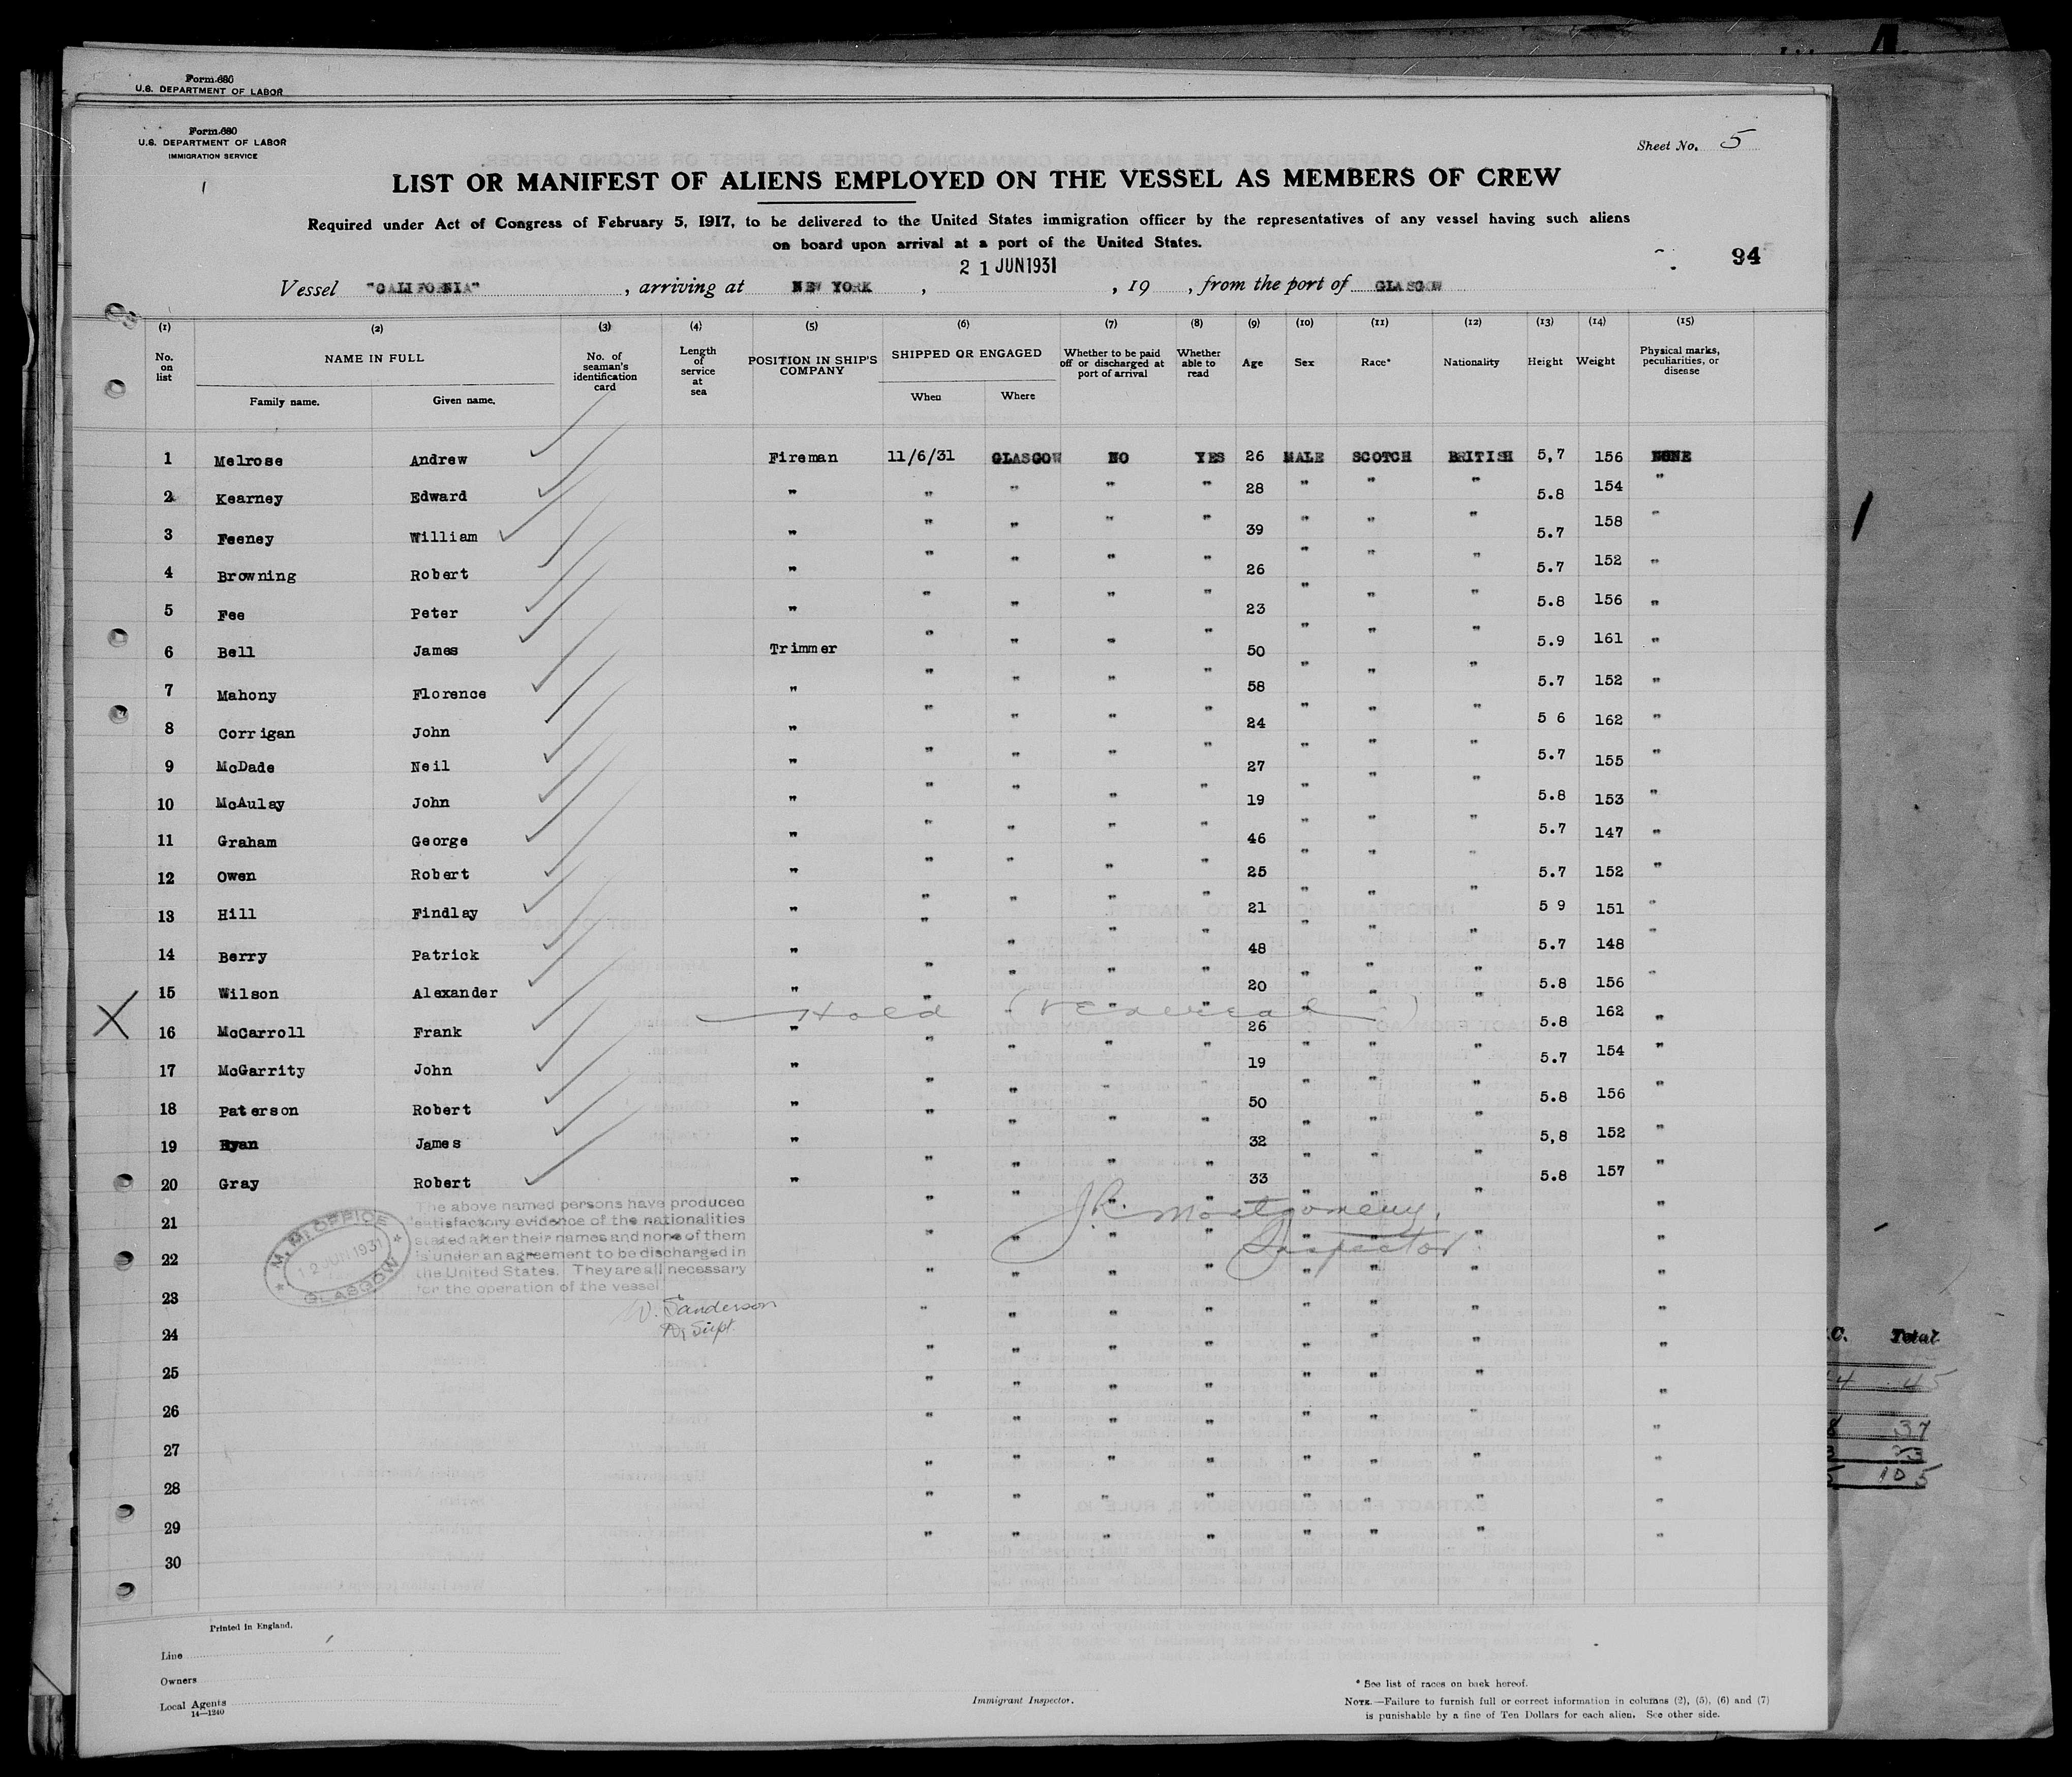 Form 680
U.S. DEPARTMENT OF LABOR
Form 680
U.S. DEPARTMENT OF LABOR
IMMIGRATION SERVICE
Sheet No. 5
LIST OR MANIFEST OF ALIENS EMPLOYED ON THE VESSEL AS MEMBERS OF CREW
Required under Act of Congress of February 5, 1917, to be delivered to the United States immigration officer by the representatives of any vessel having such aliens
on board upon arrival at a port of the United States.
94
21 JUN 1931
Vessel "CALIFORNIA", arriving at NEW YORK, , 19 , from the port of GLASGOW
(1) (2) (3) (4) (5) (6) (7) (8) (9) (10) (11) (12) (13) (14) (15)
No. on list NAME IN FULL No. of seaman's identification card Length of service at sea POSITION IN SHIP'S COMPANY SHIPPED OR ENGAGED Whether to be paid off or discharged at port of arrival Whether able to read Age Sex Race* Nationality Height Weight Physical marks, peculiarities, or disease
Family name. Given name. When Where
1 Melrose Andrew Fireman 11/6/31 GLASGOW NO YES 26 MALE SCOTCH BRITISH 5,7 156 NONE
2 Kearney Edward " " " " " 28 " " " 5.8 154 "
3 Feeney William " " " " " 39 " " " 5.7 158 "
4 Browning Robert " " " " " 26 " " " 5.7 152 "
5 Fee Peter " " " " " 23 " " " 5.8 156 "
6 Bell James Trimmer " " " " 50 " " " 5.9 161 "
7 Mahony Florence " " " " " 58 " " " 5.7 152 "
8 Corrigan John " " " " " 24 " " " 5 6 162 "
9 McDade Neil " " " " " 27 " " " 5.7 155 "
10 McAulay John " " " " " 19 " " " 5.8 153 "
11 Graham George " " " " " 46 " " " 5.7 147 "
12 Owen Robert " " " " " 25 " " " 5.7 152 "
13 Hill Findlay " " " " " 21 " " " 5 9 151 "
14 Berry Patrick " " " " " 48 " " " 5.7 148 "
15 Wilson Alexander " " " " " 20 " " " 5.8 156 "
Hold (Venereal)
X 16 McCarroll Frank " " " " " 26 " " " 5.8 162 "
17 McGarrity John " " " " " 19 " " " 5.7 154 "
18 Paterson Robert " " " " " 50 " " " 5.8 156 "
19 Ryan James " " " " " 32 " " " 5,8 152 "
20 Gray Robert " " " " " 33 " " " 5.8 157 "
21 " " " " " " " "
22 " " " " " " " "
23 " " " " " " " "
24 " " " " " " " "
25 " " " " " " " "
26 " " " " " " " "
27 " " " " " " " "
28 " " " " " " " "
29 " " " " " " " "
30
The above named persons have produced
satisfactory evidence of the nationalities
stated after their names and none of them
is under an agreement to be discharged in
the United States. They are all necessary
for the operation of the vessel
M.M. OFFICE
12 JUN 1931
GLASGOW
W. Sanderson
Dy Supt.
J.R. Montgomery,
Inspector
C. Total
44 45
37
23
105
Printed in England.
Line
Owners
Local Agents
14—1240
Immigrant Inspector.
* See list of races on back hereof.
NOTE.—Failure to furnish full or correct information in columns (2), (5), (6) and (7)
is punishable by a fine of Ten Dollars for each alien. See other side.